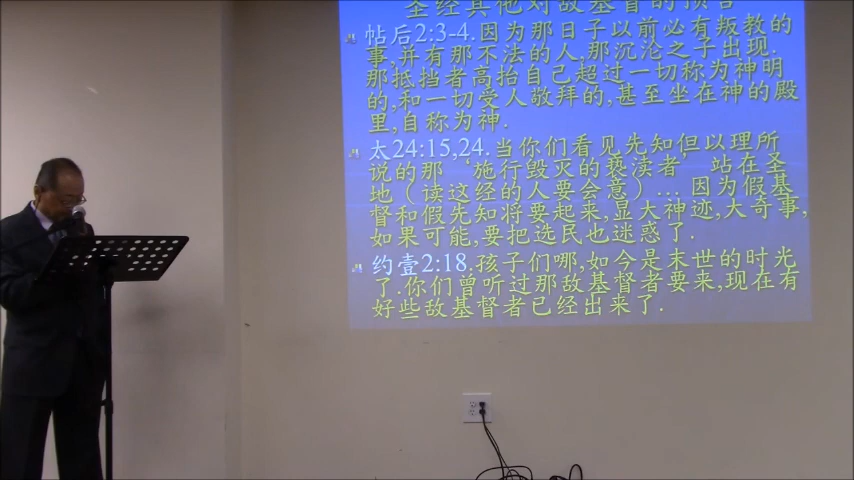 圣经其他对敌基督的预言
帖后2:3-4.因为那日子以前必有叛教的
事,并有那不法的人,那沉沦之子出现.
那抵挡者高抬自己超过一切称为神明
的,和一切受人敬拜的,甚至坐在神的殿
里,自称为神.
太24:15,24.当你们看见先知但以理所
说的那‘施行毁灭的亵渎者’站在圣
地（读这经的人要会意）... 因为假基
督和假先知将要起来,显大神迹,大奇事,
如果可能,要把选民也迷惑了.
约壹2:18.孩子们哪,如今是末世的时光
了.你们曾听过那敌基督者要来,现在有
好些敌基督者已经出来了.